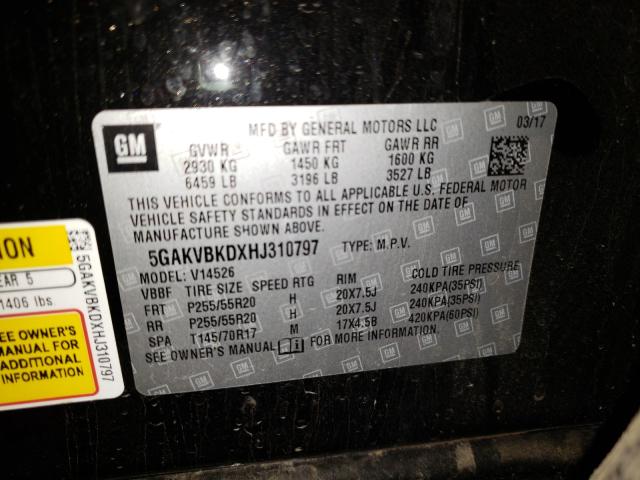 GM
MFD BY GENERAL MOTORS LLC
03/17
GVWR GAWR FRT GAWR RR
2930 KG 1450 KG 1600 KG
6459 LB 3196 LB 3527 LB
THIS VEHICLE CONFORMS TO ALL APPLICABLE U.S. FEDERAL MOTOR
VEHICLE SAFETY STANDARDS IN EFFECT ON THE DATE OF
MANUFACTURE SHOWN ABOVE.
5GAKVBKDXHJ310797 TYPE: M.P.V.
MODEL: V14526
VBBF TIRE SIZE SPEED RTG RIM COLD TIRE PRESSURE
FRT P255/55R20 H 20X7.5J 240KPA(35PSI)
RR P255/55R20 H 20X7.5J 240KPA(35PSI)
SPA T145/70R17 M 17X4.5B 420KPA(60PSI)
SEE OWNER'S MANUAL i FOR MORE INFORMATION.
ION
EAR 5
1406 lbs
SEE OWNER'S
MANUAL FOR
ADDITIONAL
INFORMATION
5GAKVBKDXHJ310797